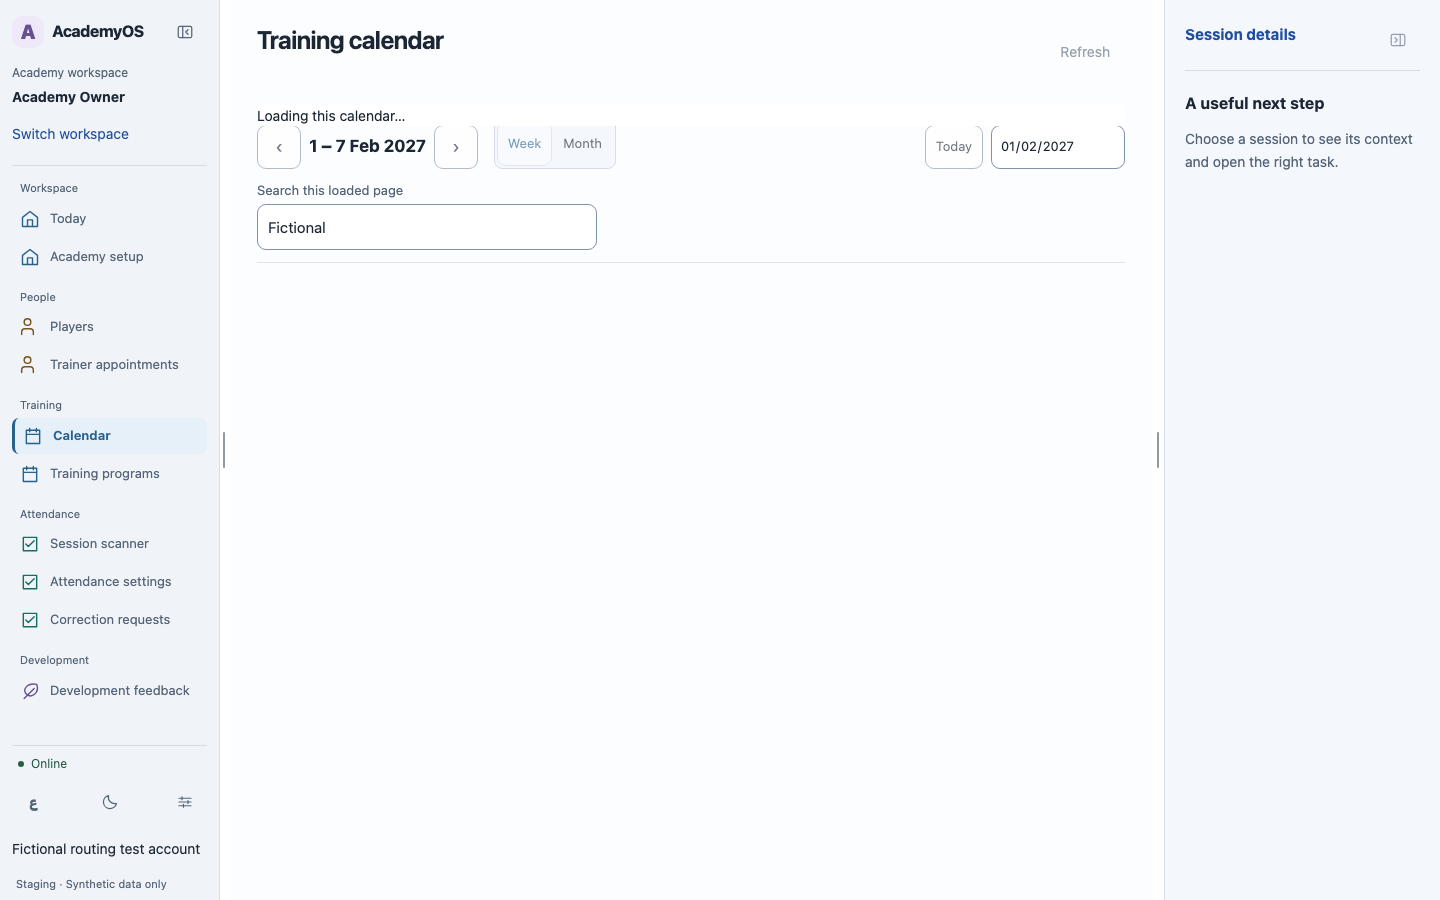 A AcademyOS
Academy workspace
Academy Owner
Switch workspace
Workspace
Today
Academy setup
People
Players
Trainer appointments
Training
Calendar
Training programs
Attendance
Session scanner
Attendance settings
Correction requests
Development
Development feedback
Online
ع
Fictional routing test account
Staging · Synthetic data only
Training calendar
Refresh
Loading this calendar...
‹ 1 – 7 Feb 2027 › Week Month Today 01/02/2027
Search this loaded page
Fictional
Session details
A useful next step
Choose a session to see its context
and open the right task.